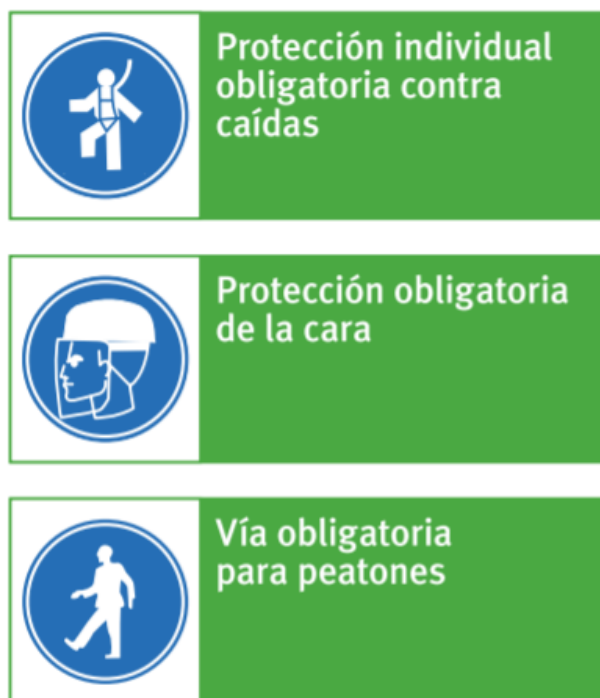 Protección individual
obligatoria contra
caídas
Protección obligatoria
de la cara
Vía obligatoria
para peatones